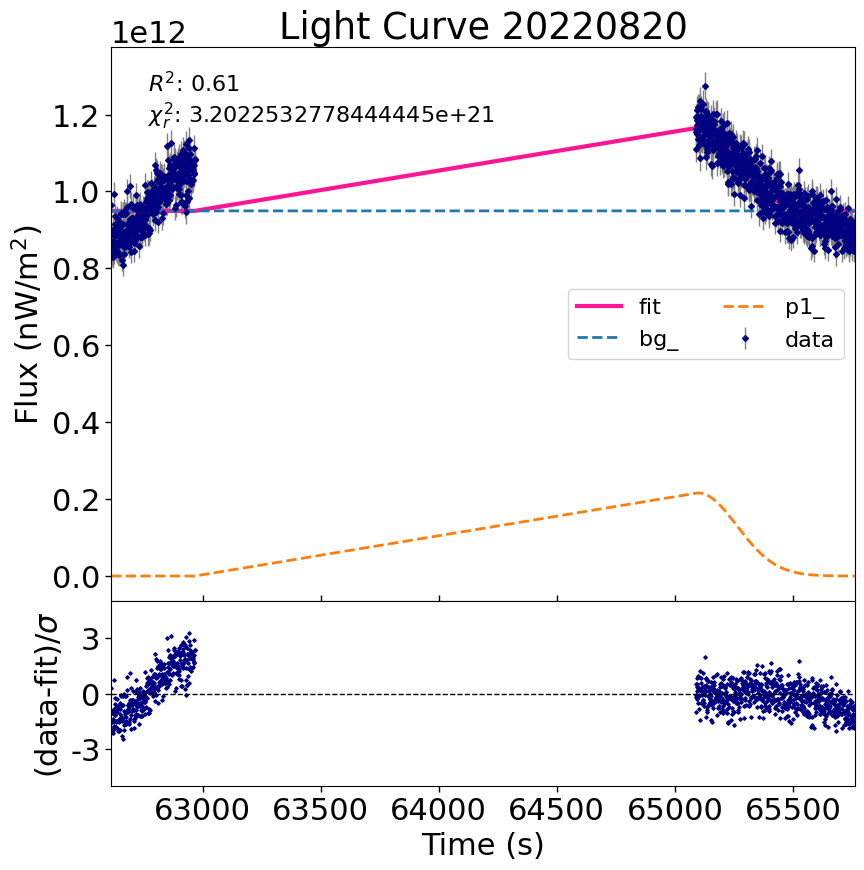 Light Curve 20220820
1e12
R²: 0.61
χ²ᵣ: 3.2022532778444445e+21
Flux (nW/m²)
1.2
1.0
0.8
0.6
0.4
0.2
0.0
fit
bg_
p1_
data
(data-fit)/σ
3
0
-3
63000 63500 64000 64500 65000 65500
Time (s)